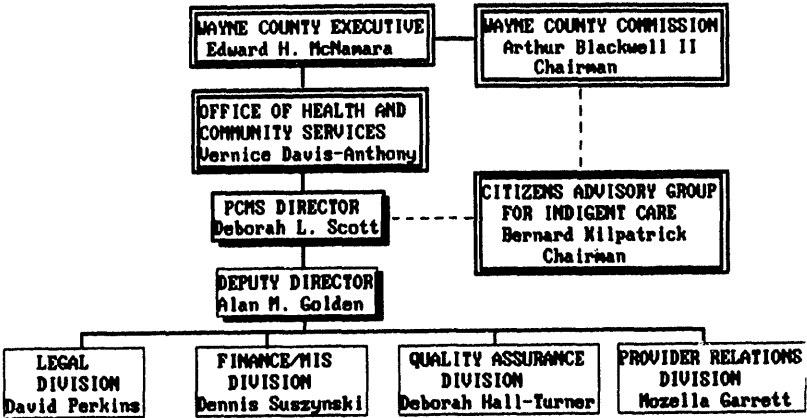 WAYNE COUNTY EXECUTIVE
Edward H. McNamara
WAYNE COUNTY COMMISSION
Arthur Blackwell II
Chairman
OFFICE OF HEALTH AND
COMMUNITY SERVICES
Vernice Davis-Anthony
CITIZENS ADVISORY GROUP
FOR INDIGENT CARE
Bernard Kilpatrick
Chairman
PCMS DIRECTOR
Deborah L. Scott
DEPUTY DIRECTOR
Alan M. Golden
LEGAL
DIVISION
David Perkins
FINANCE/MIS
DIVISION
Dennis Suszynski
QUALITY ASSURANCE
DIVISION
Deborah Hall-Turner
PROVIDER RELATIONS
DIVISION
Mozella Garrett